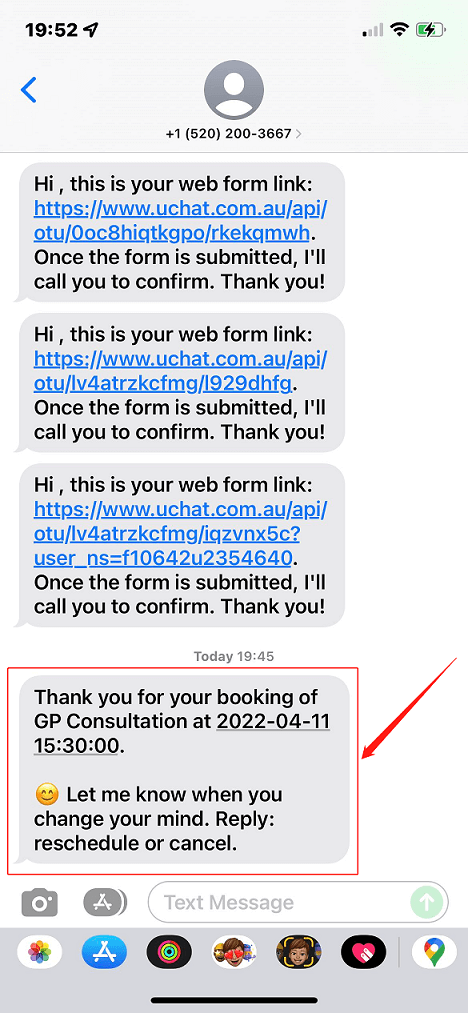 19:52
+1 (520) 200-3667
Hi , this is your web form link:
https://www.uchat.com.au/api/
otu/0oc8hiqtkgpo/rkekqmwh.
Once the form is submitted, I'll
call you to confirm. Thank you!
Hi , this is your web form link:
https://www.uchat.com.au/api/
otu/lv4atrzkcfmg/l929dhfg.
Once the form is submitted, I'll
call you to confirm. Thank you!
Hi , this is your web form link:
https://www.uchat.com.au/api/
otu/lv4atrzkcfmg/iqzvnx5c?
user_ns=f10642u2354640.
Once the form is submitted, I'll
call you to confirm. Thank you!
Today 19:45
Thank you for your booking of
GP Consultation at 2022-04-11
15:30:00.
😊 Let me know when you
change your mind. Reply:
reschedule or cancel.
Text Message